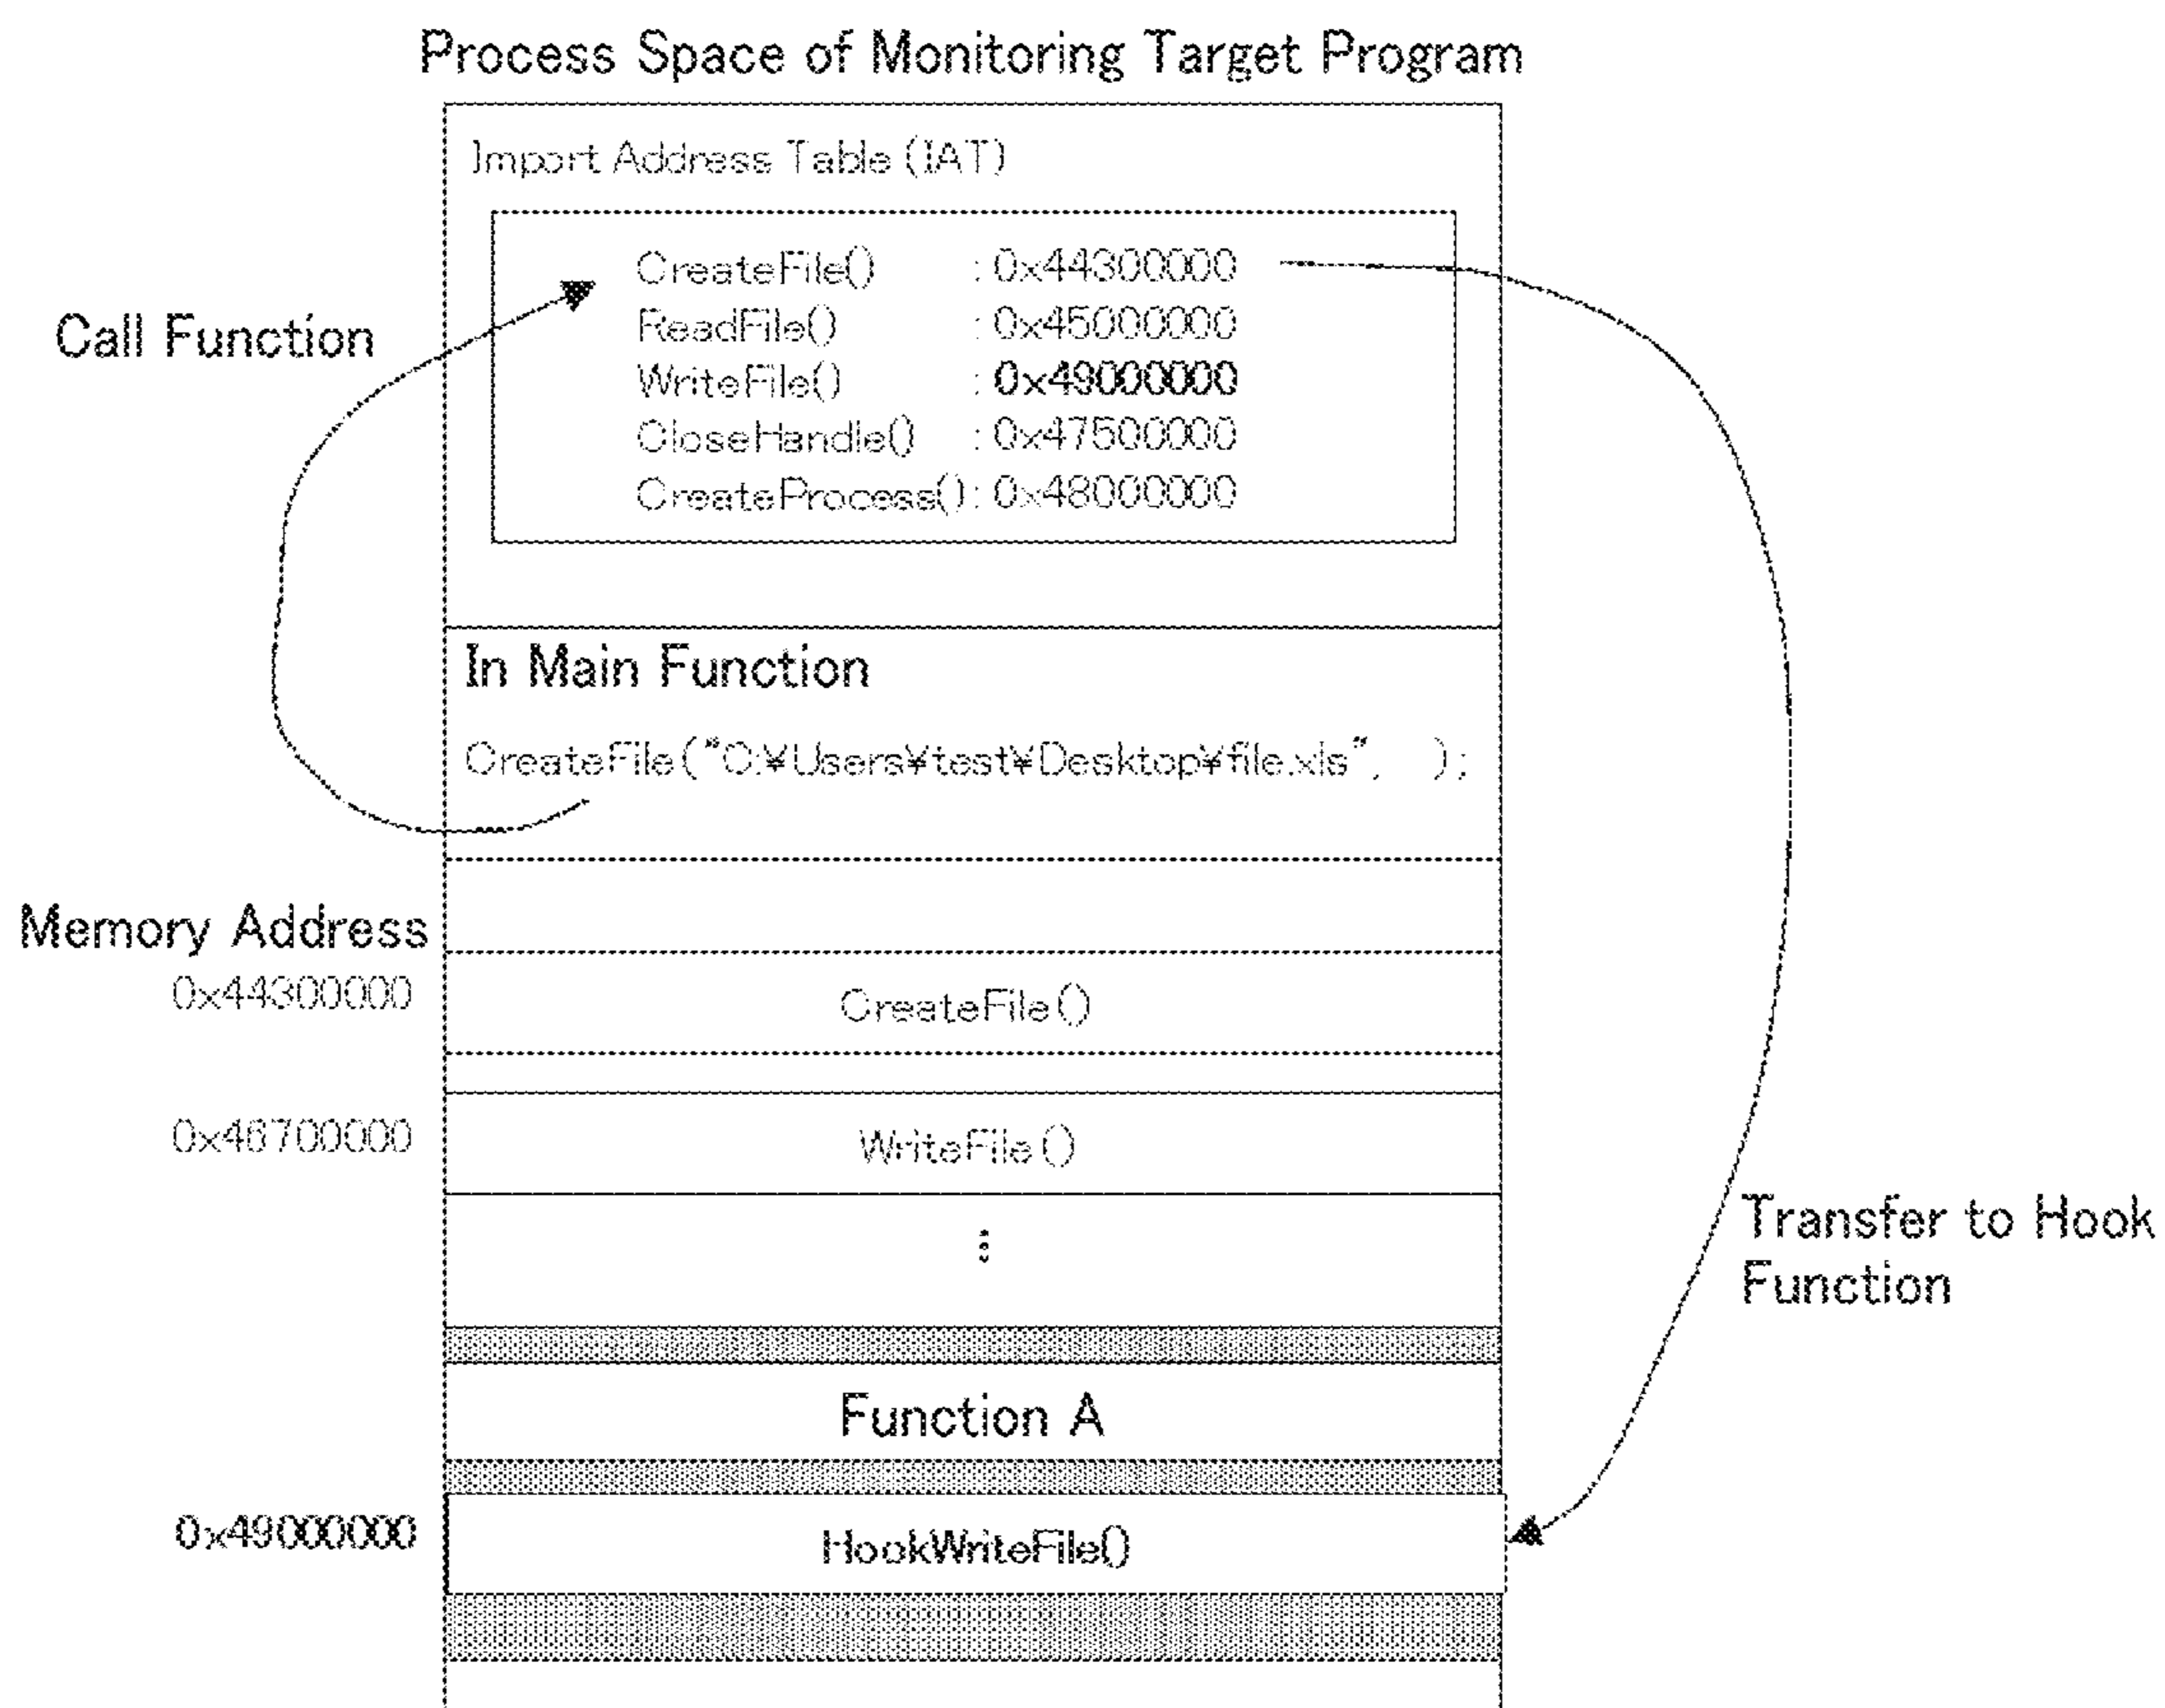 Process Space of Monitoring Target Program
Import Address Table (IAT)
CreateFile() : 0x44300000
ReadFile() : 0x45000000
WriteFile() : 0x49000000
CloseHandle() : 0x47500000
CreateProcess() : 0x48000000
Call Function
In Main Function
CreateFile("C:¥Users¥test¥Desktop¥file.xls", );
Memory Address
0x44300000
CreateFile()
0x46700000
WriteFile()
⋮
Transfer to Hook
Function
Function A
0x49000000
HookWriteFile()